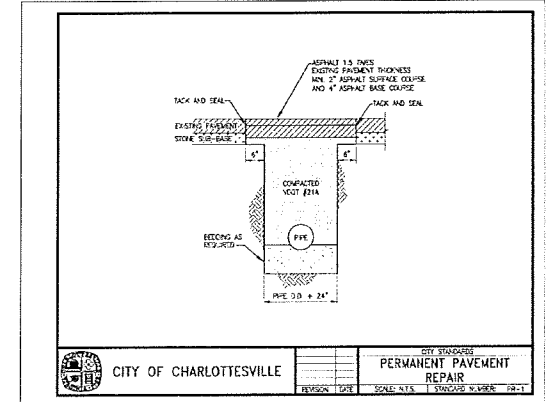 ASPHALT 1.5 TIMES
EXISTING PAVEMENT THICKNESS
MIN. 2" ASPHALT SURFACE COURSE
AND 4" ASPHALT BASE COURSE
TACK AND SEAL
TACK AND SEAL
EXISTING PAVEMENT
STONE SUB-BASE
6" 6"
COMPACTED
VDOT #21A
BEDDING AS
REQUIRED
PIPE
PIPE O.D. + 24"
CITY OF CHARLOTTESVILLE
REVISION DATE
CITY STANDARDS
PERMANENT PAVEMENT
REPAIR
SCALE: N.T.S. STANDARD NUMBER: PR-1